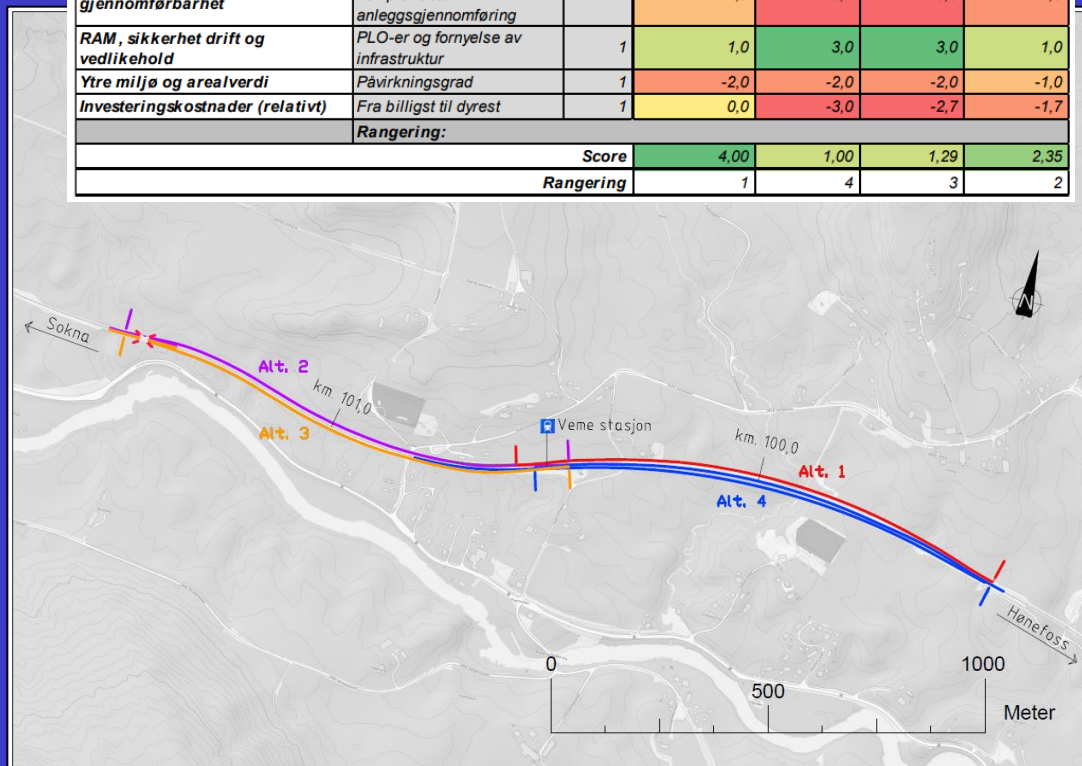 gjennomførbarhet
anleggsgjennomføring
RAM, sikkerhet drift og vedlikehold PLO-er og fornyelse av infrastruktur 1 1,0 3,0 3,0 1,0
Ytre miljø og arealverdi Påvirkningsgrad 1 -2,0 -2,0 -2,0 -1,0
Investeringskostnader (relativt) Fra billigst til dyrest 1 0,0 -3,0 -2,7 -1,7
Rangering:
Score 4,00 1,00 1,29 2,35
Rangering 1 4 3 2
Sokna
Alt. 2
km. 101,0
Alt. 3
Veme stasjon
km. 100,0
Alt. 1
Alt. 4
N
Hønefoss
0
500
1000
Meter